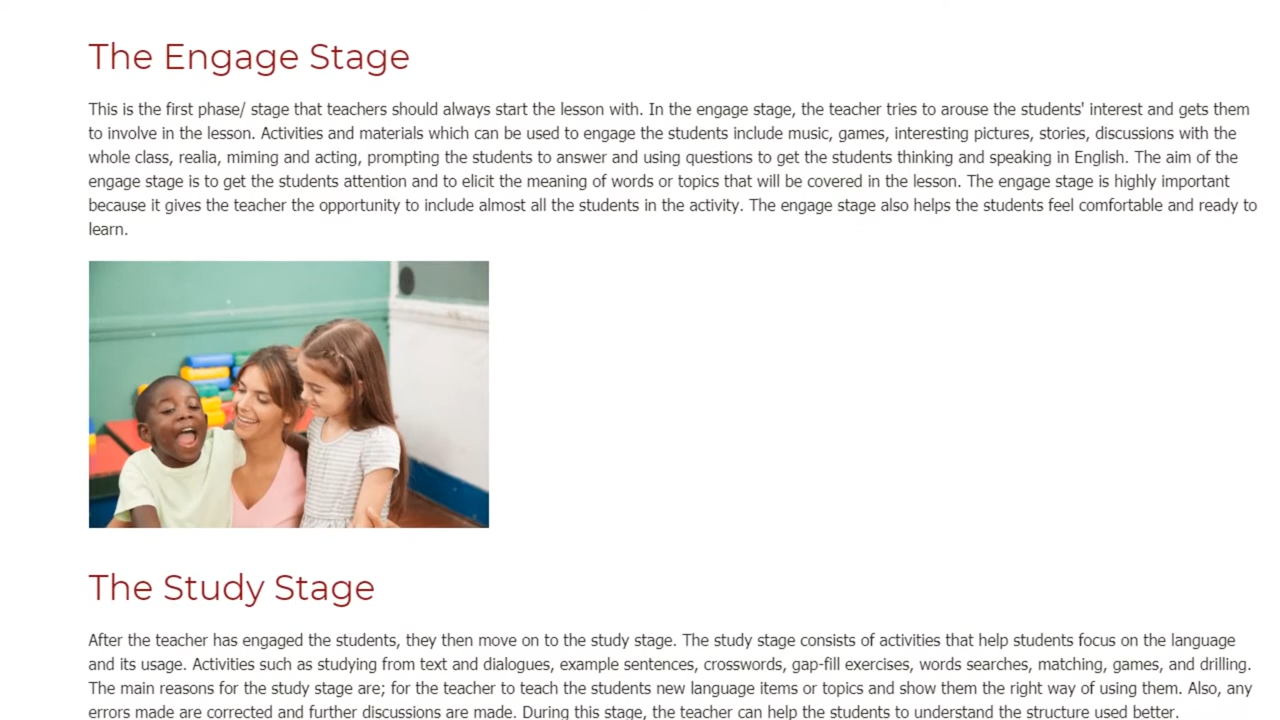 The Engage Stage
This is the first phase/ stage that teachers should always start the lesson with. In the engage stage, the teacher tries to arouse the students' interest and gets them
to involve in the lesson. Activities and materials which can be used to engage the students include music, games, interesting pictures, stories, discussions with the
whole class, realia, miming and acting, prompting the students to answer and using questions to get the students thinking and speaking in English. The aim of the
engage stage is to get the students attention and to elicit the meaning of words or topics that will be covered in the lesson. The engage stage is highly important
because it gives the teacher the opportunity to include almost all the students in the activity. The engage stage also helps the students feel comfortable and ready to
learn.
The Study Stage
After the teacher has engaged the students, they then move on to the study stage. The study stage consists of activities that help students focus on the language
and its usage. Activities such as studying from text and dialogues, example sentences, crosswords, gap-fill exercises, words searches, matching, games, and drilling.
The main reasons for the study stage are; for the teacher to teach the students new language items or topics and show them the right way of using them. Also, any
errors made are corrected and further discussions are made. During this stage, the teacher can help the students to understand the structure used better.